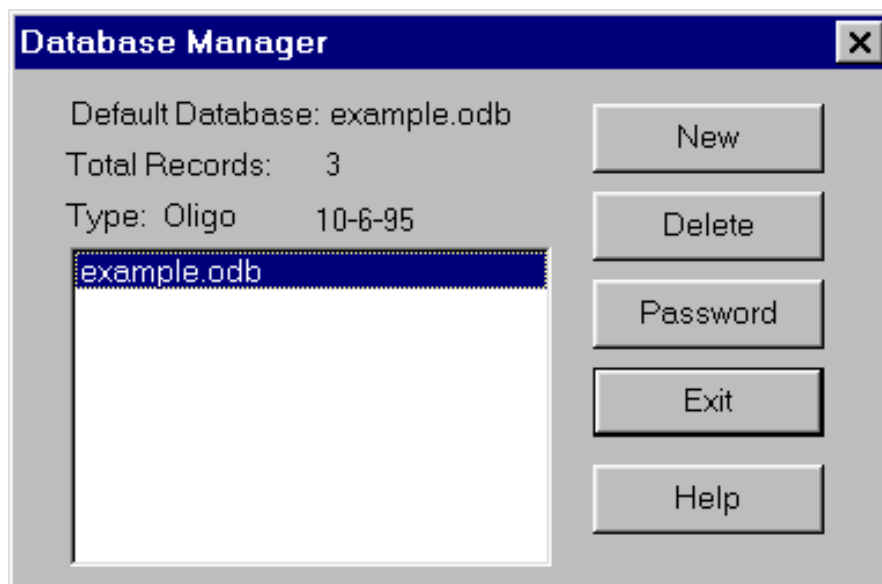 Database Manager
Default Database: example.odb
Total Records: 3
Type: Oligo 10-6-95
example.odb
New
Delete
Password
Exit
Help